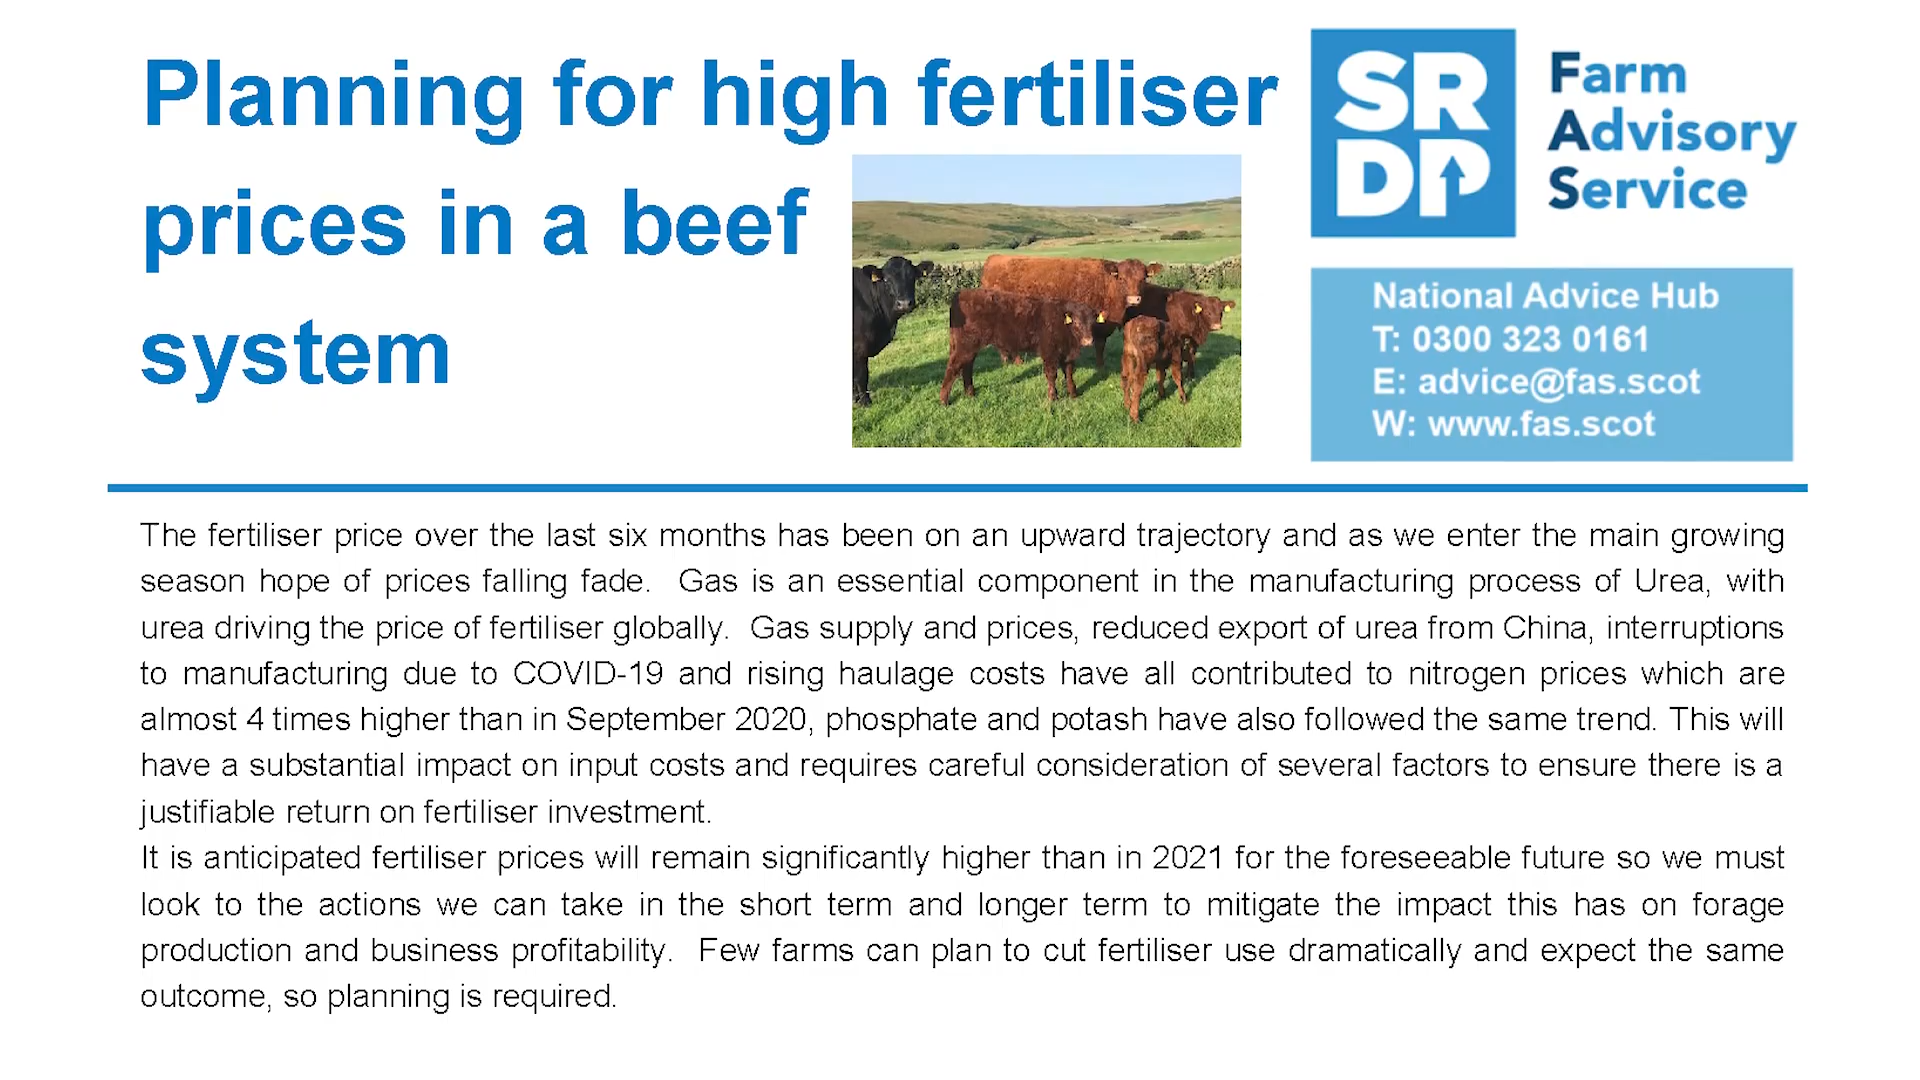 Planning for high fertiliser
prices in a beef
system
SR
DP
Farm
Advisory
Service
National Advice Hub
T: 0300 323 0161
E: advice@fas.scot
W: www.fas.scot
The fertiliser price over the last six months has been on an upward trajectory and as we enter the main growing
season hope of prices falling fade.  Gas is an essential component in the manufacturing process of Urea, with
urea driving the price of fertiliser globally.  Gas supply and prices, reduced export of urea from China, interruptions
to manufacturing due to COVID-19 and rising haulage costs have all contributed to nitrogen prices which are
almost 4 times higher than in September 2020, phosphate and potash have also followed the same trend. This will
have a substantial impact on input costs and requires careful consideration of several factors to ensure there is a
justifiable return on fertiliser investment.
It is anticipated fertiliser prices will remain significantly higher than in 2021 for the foreseeable future so we must
look to the actions we can take in the short term and longer term to mitigate the impact this has on forage
production and business profitability.  Few farms can plan to cut fertiliser use dramatically and expect the same
outcome, so planning is required.